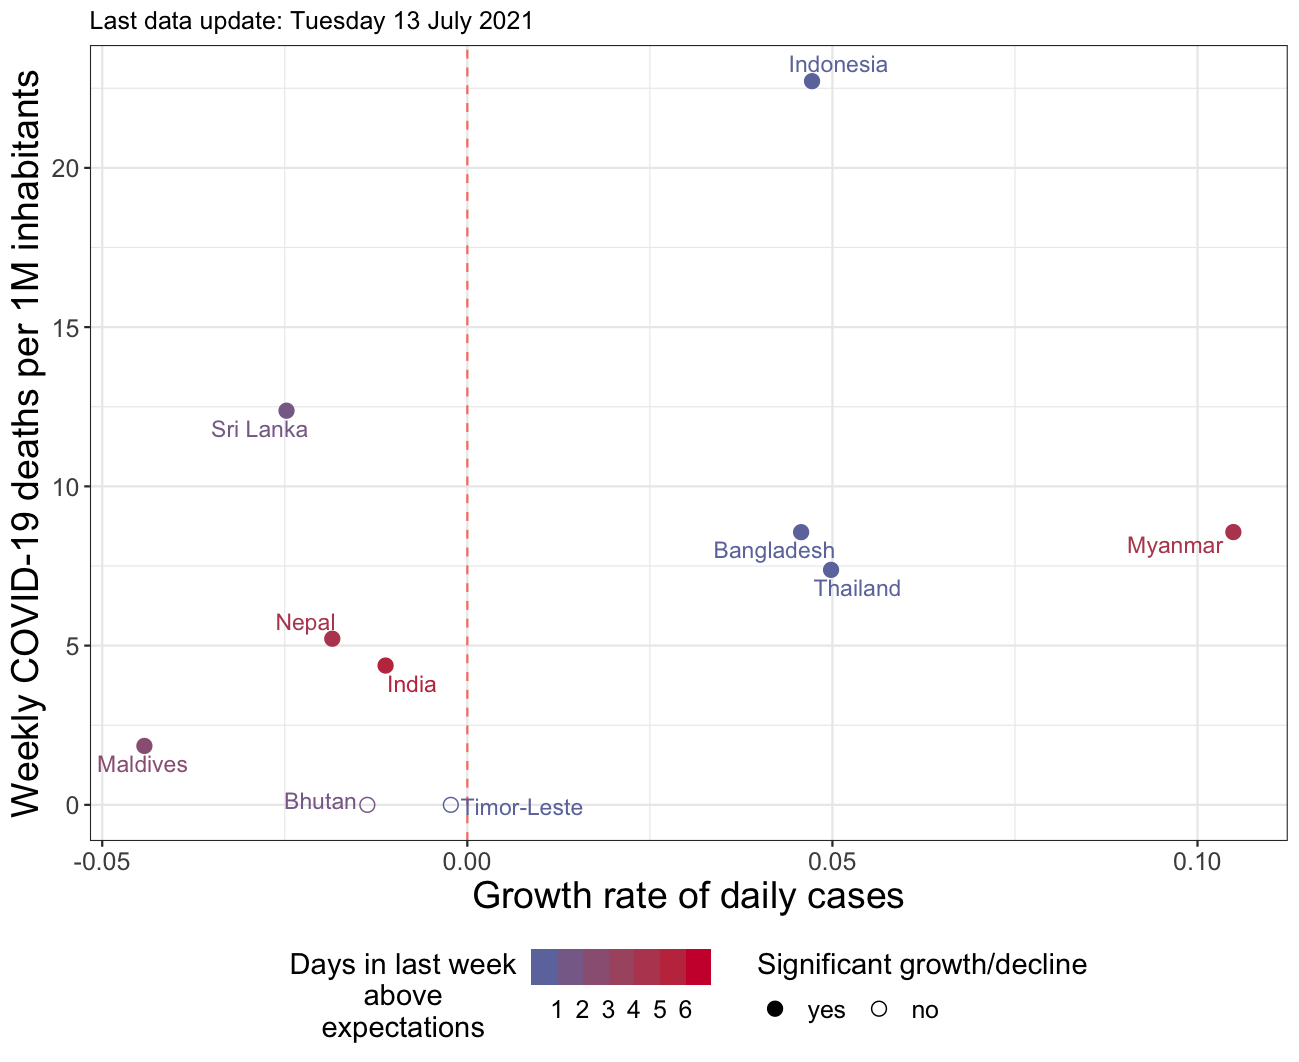 Last data update: Tuesday 13 July 2021
Weekly COVID-19 deaths per 1M inhabitants
20
15
10
5
0
Indonesia
Sri Lanka
Bangladesh
Myanmar
Thailand
Nepal
India
Maldives
Bhutan
Timor-Leste
-0.05 0.00 0.05 0.10
Growth rate of daily cases
Days in last week
above
expectations
1 2 3 4 5 6
Significant growth/decline
yes no